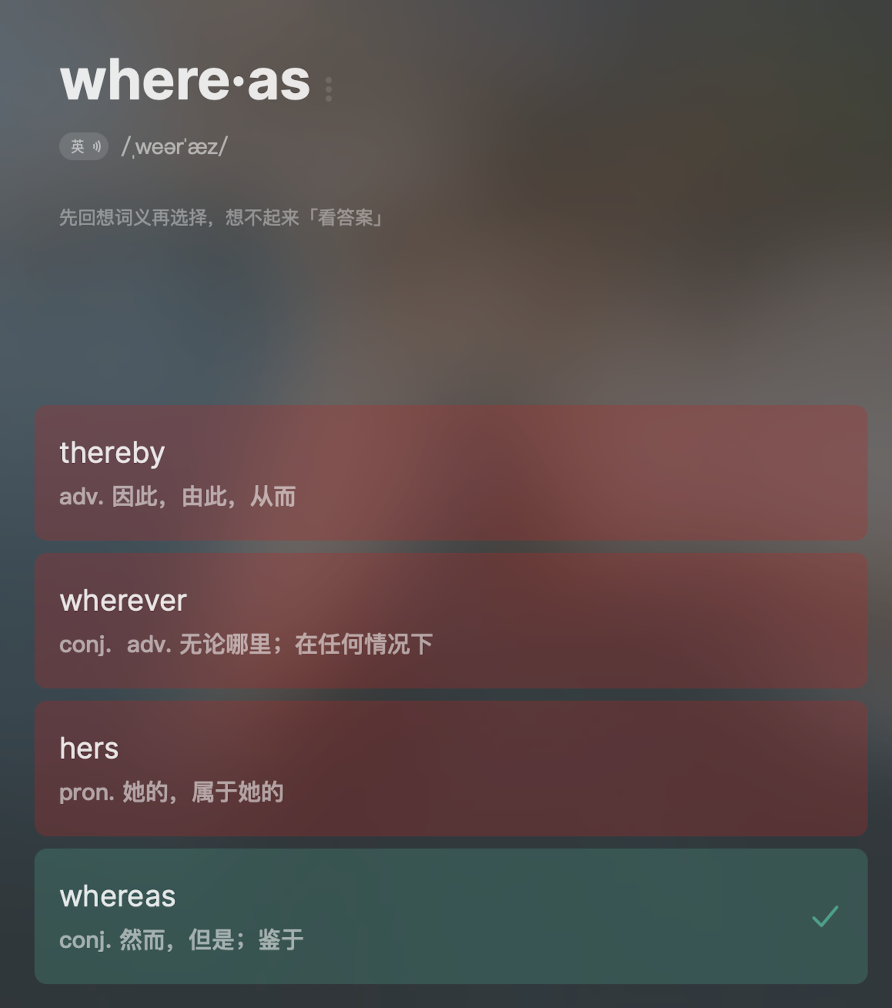 where·as
英 /ˌweərˈæz/
先回想词义再选择，想不起来「看答案」
thereby
adv. 因此，由此，从而
wherever
conj. adv. 无论哪里；在任何情况下
hers
pron. 她的，属于她的
whereas
conj. 然而，但是；鉴于